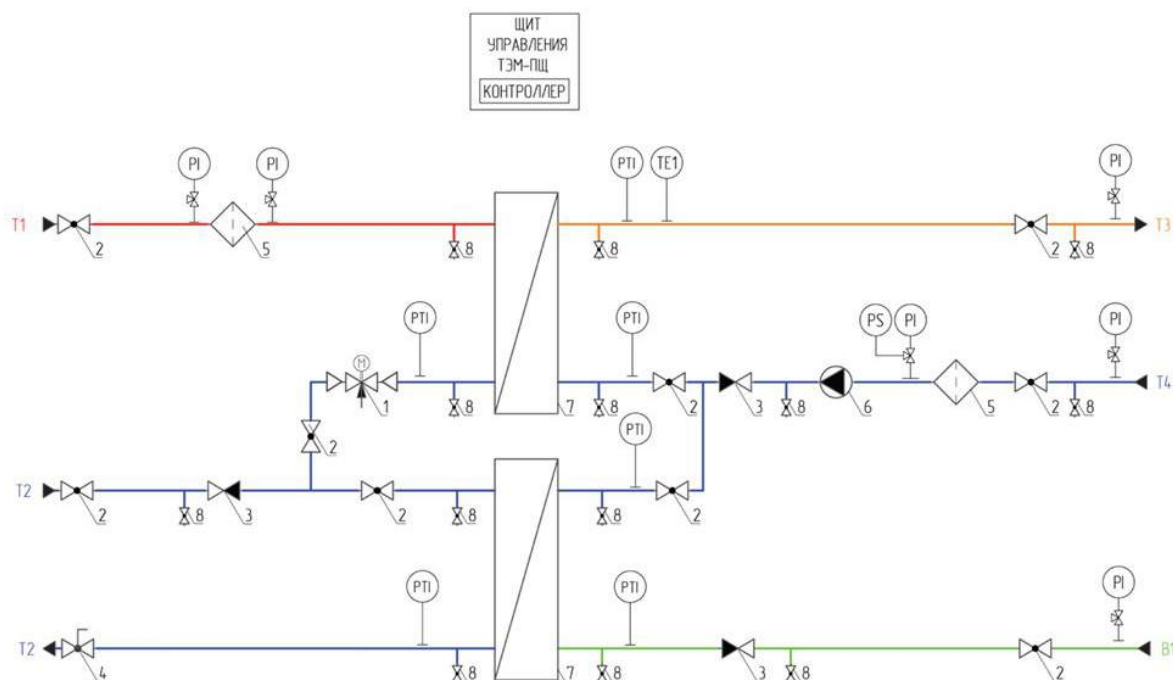 ЩИТ
УПРАВЛЕНИЯ
ТЭМ-ПЩ
КОНТРОЛЛЕР
PI PI PTI TE1 PI
T1 2 5 8 8 2 8 T3
PTI PTI PS PI PI
M
1 8 7 8 2 3 8 6 5 2 8 T4
2 PTI
T2 2 8 3 2 8 8 2
PTI PTI PI
T2 4 8 7 8 3 8 2 B1